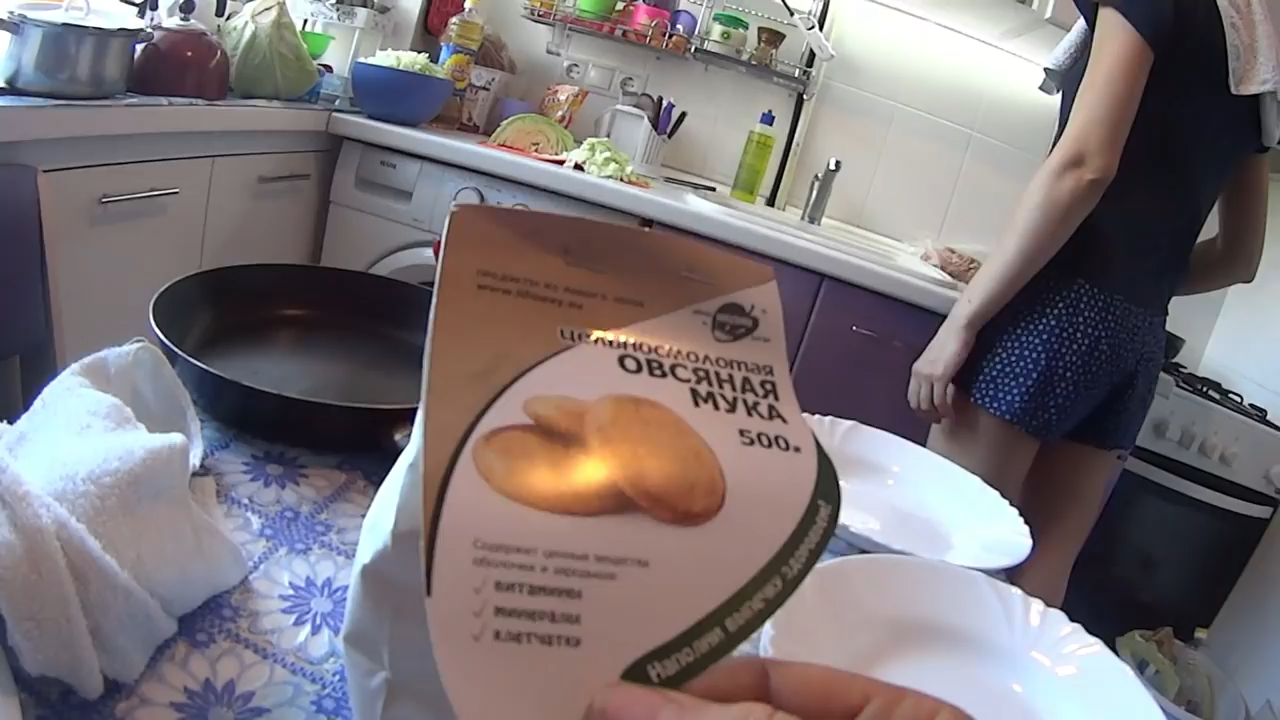 цельносмолотая
ОВСЯНАЯ
МУКА
500г
Содержит ценные вещества
оболочки и зародыша:
ВИТАМИНЫ
МИНЕРАЛЫ
КЛЕТЧАТКУ
Наполни выпечку здоровьем!